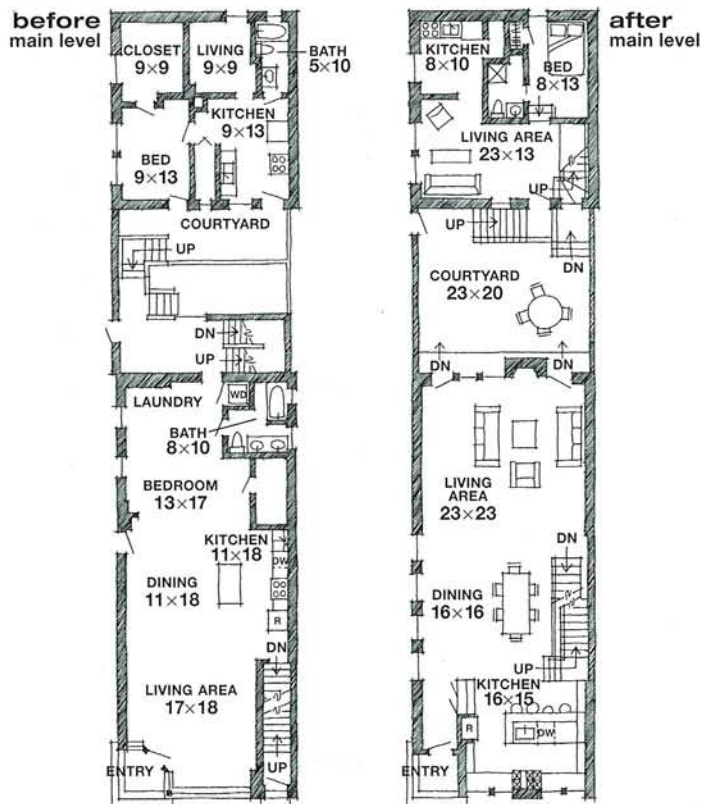 before
main level
CLOSET
9×9
LIVING
9×9
BATH
5×10
KITCHEN
9×13
BED
9×13
COURTYARD
UP
DN
UP
LAUNDRY
WD
BATH
8×10
BEDROOM
13×17
KITCHEN
11×18
DW
DINING
11×18
R
DN
LIVING AREA
17×18
ENTRY
UP
after
main level
KITCHEN
8×10
BED
8×13
LIVING AREA
23×13
UP
UP
DN
COURTYARD
23×20
DN
DN
LIVING
AREA
23×23
DN
DINING
16×16
UP
KITCHEN
16×15
R
DW
ENTRY